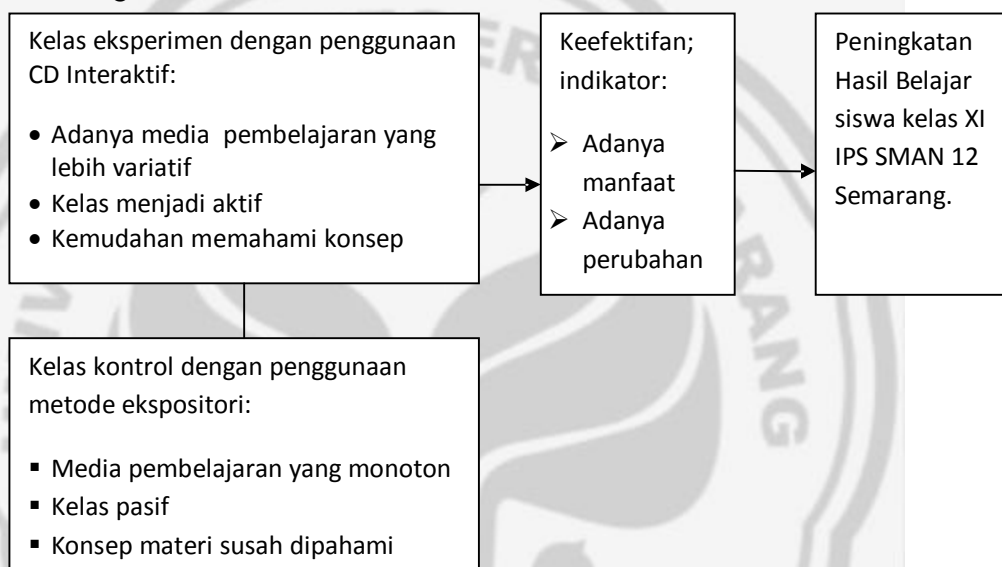 Kelas eksperimen dengan penggunaan
CD Interaktif:
• Adanya media pembelajaran yang
lebih variatif
• Kelas menjadi aktif
• Kemudahan memahami konsep
Keefektifan;
indikator:
➢ Adanya
manfaat
➢ Adanya
perubahan
Peningkatan
Hasil Belajar
siswa kelas XI
IPS SMAN 12
Semarang.
Kelas kontrol dengan penggunaan
metode ekspositori:
▪ Media pembelajaran yang monoton
▪ Kelas pasif
▪ Konsep materi susah dipahami